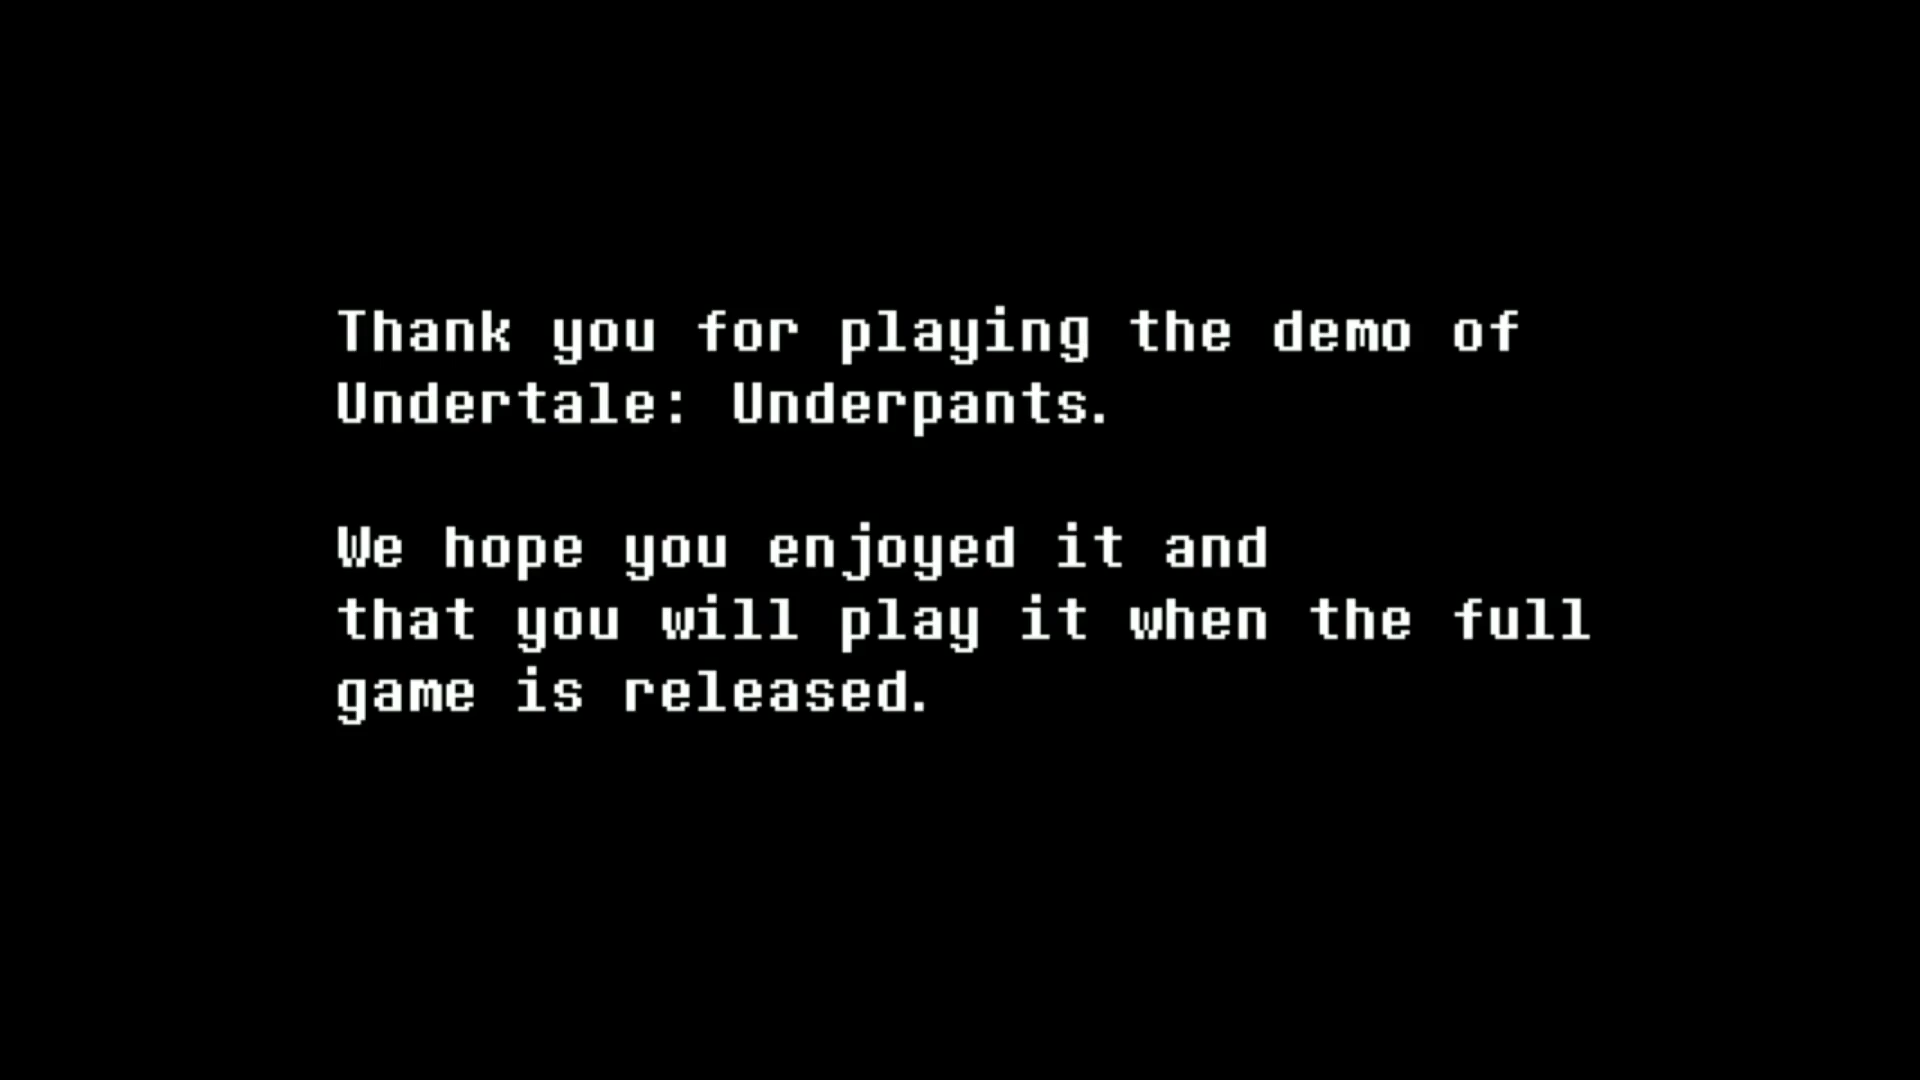 Thank you for playing the demo of
Undertale: Underpants.
We hope you enjoyed it and
that you will play it when the full
game is released.